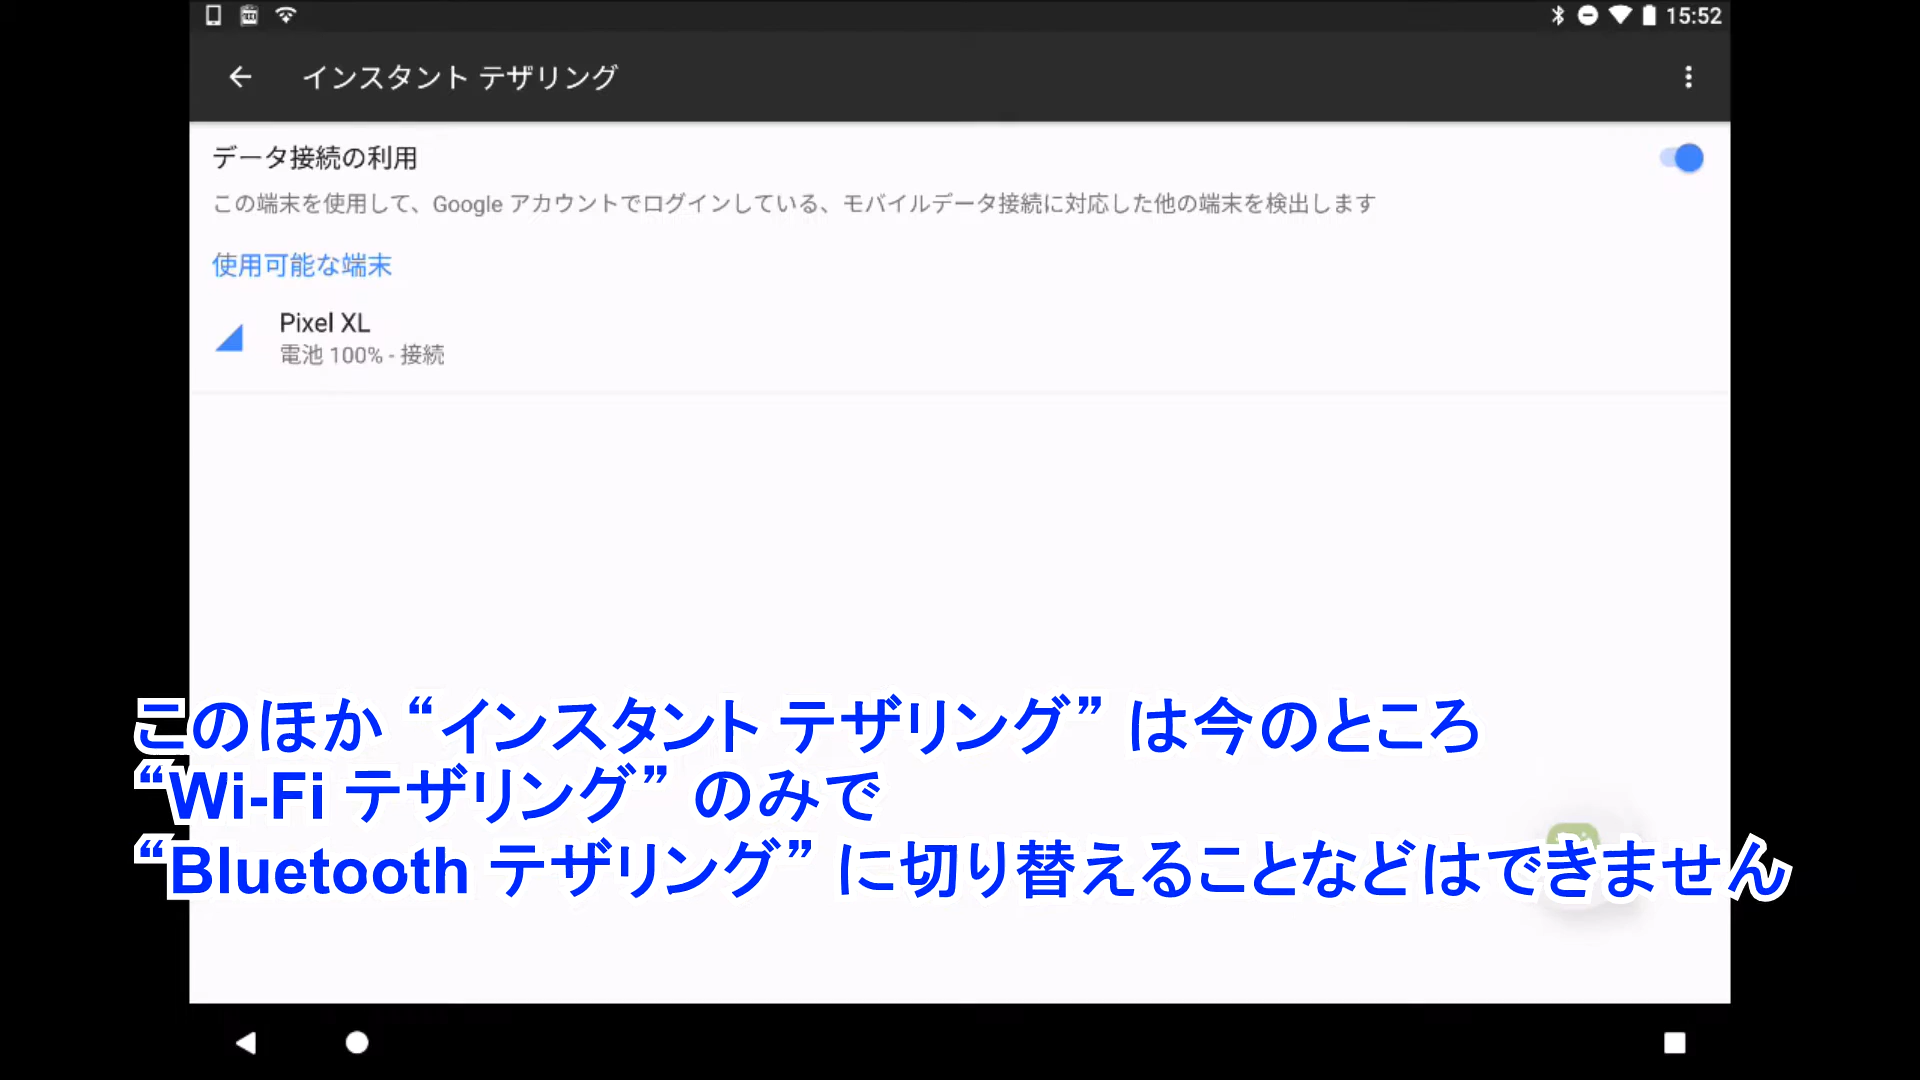 15:52
インスタント テザリング
データ接続の利用
この端末を使用して、Google アカウントでログインしている、モバイルデータ接続に対応した他の端末を検出します
使用可能な端末
Pixel XL
電池 100% - 接続
このほか “インスタント テザリング” は今のところ
“Wi-Fi テザリング” のみで
“Bluetooth テザリング” に切り替えることなどはできません